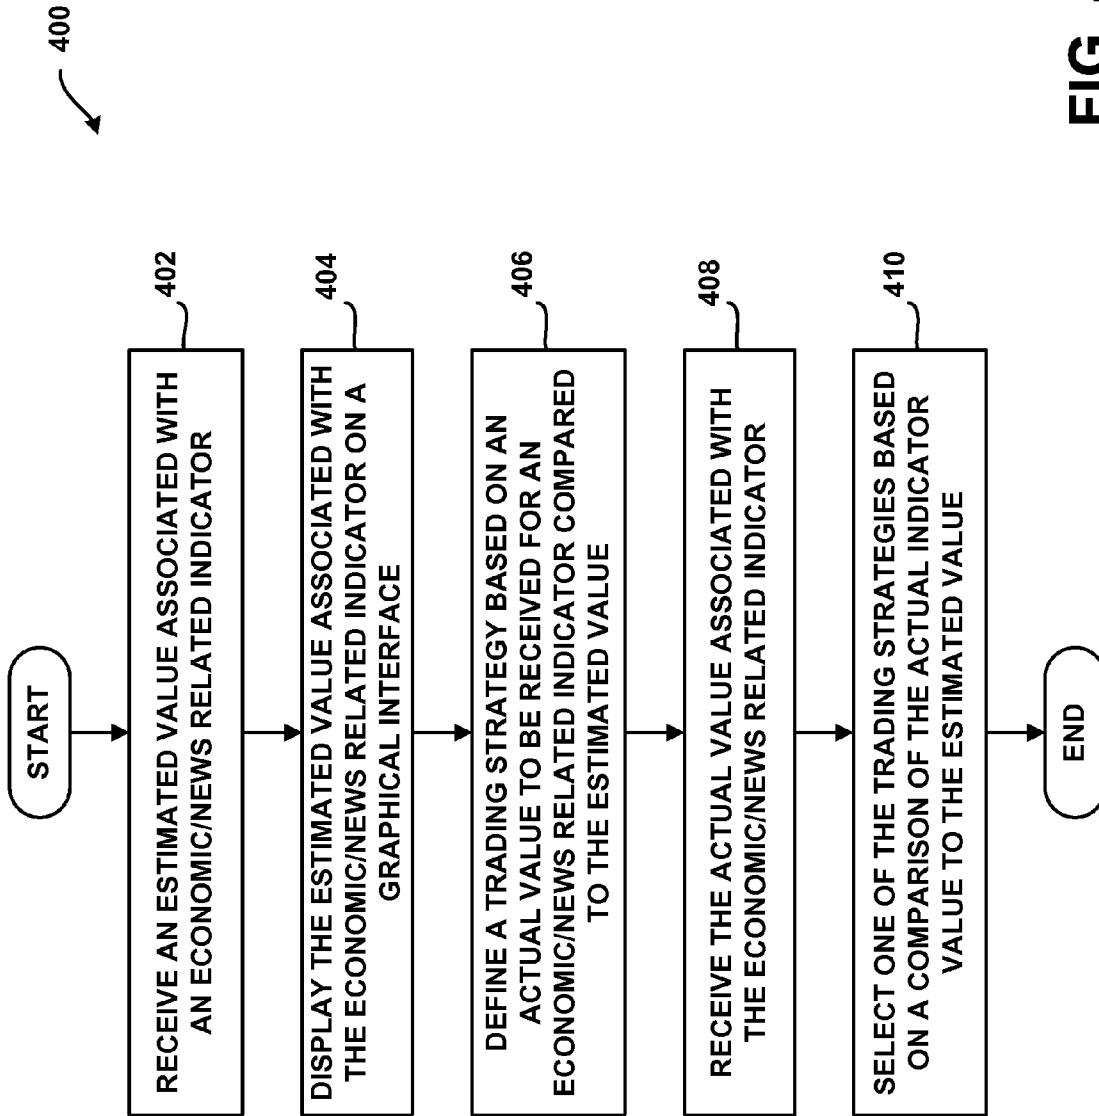 400
START
RECEIVE AN ESTIMATED VALUE ASSOCIATED WITH
AN ECONOMIC/NEWS RELATED INDICATOR
402
DISPLAY THE ESTIMATED VALUE ASSOCIATED WITH
THE ECONOMIC/NEWS RELATED INDICATOR ON A
GRAPHICAL INTERFACE
404
DEFINE A TRADING STRATEGY BASED ON AN
ACTUAL VALUE TO BE RECEIVED FOR AN
ECONOMIC/NEWS RELATED INDICATOR COMPARED
TO THE ESTIMATED VALUE
406
RECEIVE THE ACTUAL VALUE ASSOCIATED WITH
THE ECONOMIC/NEWS RELATED INDICATOR
408
SELECT ONE OF THE TRADING STRATEGIES BASED
ON A COMPARISON OF THE ACTUAL INDICATOR
VALUE TO THE ESTIMATED VALUE
410
END
FIG.